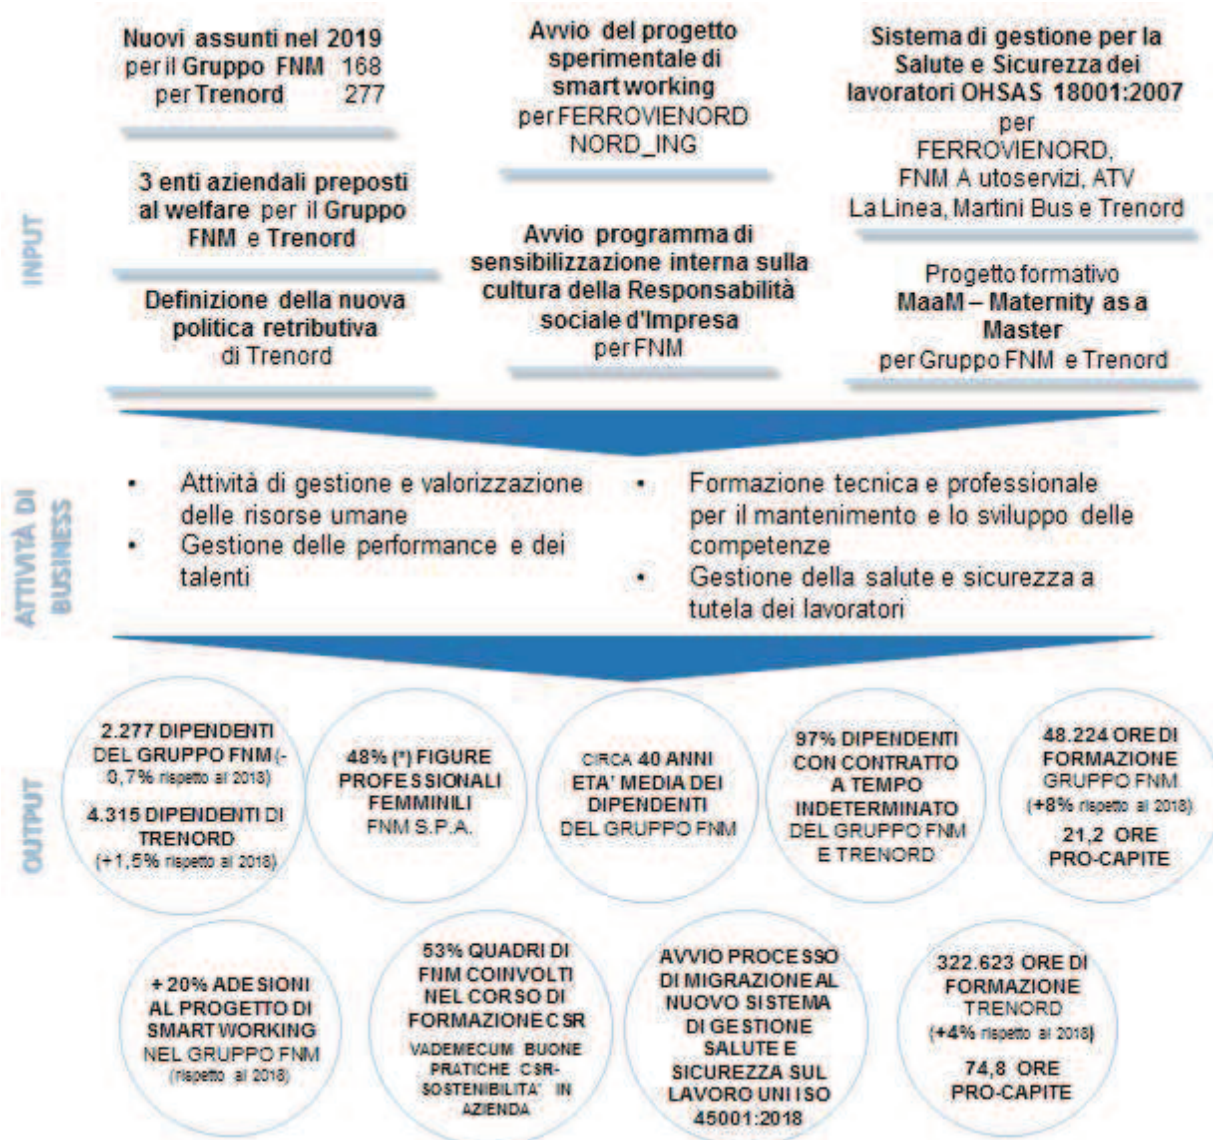 INPUT
Nuovi assunti nel 2019
per il Gruppo FNM 168
per Trenord 277
3 enti aziendali preposti
al welfare per il Gruppo
FNM e Trenord
Definizione della nuova
politica retributiva
di Trenord
Avvio del progetto
sperimentale di
smart working
per FERROVIENORD
NORD_ING
Avvio programma di
sensibilizzazione interna sulla
cultura della Responsabilità
sociale d'Impresa
per FNM
Sistema di gestione per la
Salute e Sicurezza dei
lavoratori OHSAS 18001:2007
per
FERROVIENORD,
FNM Autoservizi, ATV
La Linea, Martini Bus e Trenord
Progetto formativo
MaaM – Maternity as a
Master
per Gruppo FNM e Trenord
ATTIVITÀ DI
BUSINESS
• Attività di gestione e valorizzazione
delle risorse umane
• Gestione delle performance e dei
talenti
• Formazione tecnica e professionale
per il mantenimento e lo sviluppo delle
competenze
• Gestione della salute e sicurezza a
tutela dei lavoratori
OUTPUT
2.277 DIPENDENTI
DEL GRUPPO FNM (-
0,7% rispetto al 2018)
4.315 DIPENDENTI DI
TRENORD
(+1,5% rispetto al 2018)
48% (*) FIGURE
PROFESSIONALI
FEMMINILI
FNM S.P.A.
CIRCA 40 ANNI
ETA' MEDIA DEI
DIPENDENTI
DEL GRUPPO FNM
97% DIPENDENTI
CON CONTRATTO
A TEMPO
INDETERMINATO
DEL GRUPPO FNM
E TRENORD
48.224 ORE DI
FORMAZIONE
GRUPPO FNM
(+8% rispetto al 2018)
21,2 ORE
PRO-CAPITE
+20% ADESIONI
AL PROGETTO DI
SMART WORKING
NEL GRUPPO FNM
(rispetto al 2018)
53% QUADRI DI
FNM COINVOLTI
NEL CORSO DI
FORMAZIONE CSR
VADEMECUM BUONE
PRATICHE CSR-
SOSTENIBILITA' IN
AZIENDA
AVVIO PROCESSO
DI MIGRAZIONE AL
NUOVO SISTEMA
DI GESTIONE
SALUTE E
SICUREZZA SUL
LAVORO UNI ISO
45001:2018
322.623 ORE DI
FORMAZIONE
TRENORD
(+4% rispetto al 2018)
74,8 ORE
PRO-CAPITE